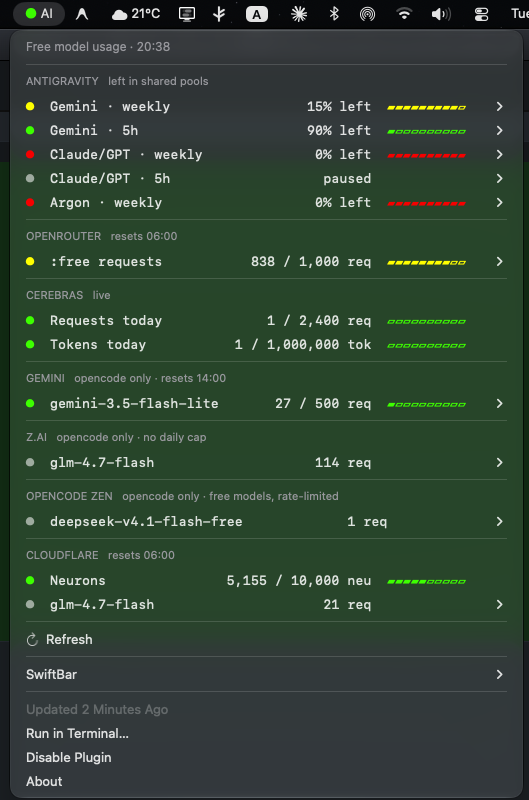 AI 21°C A Tue
Free model usage · 20:38
ANTIGRAVITY left in shared pools
Gemini · weekly 15% left
Gemini · 5h 90% left
Claude/GPT · weekly 0% left
Claude/GPT · 5h paused
Argon · weekly 0% left
OPENROUTER resets 06:00
:free requests 838 / 1,000 req
CEREBRAS live
Requests today 1 / 2,400 req
Tokens today 1 / 1,000,000 tok
GEMINI opencode only · resets 14:00
gemini-3.5-flash-lite 27 / 500 req
Z.AI opencode only · no daily cap
glm-4.7-flash 114 req
OPENCODE ZEN opencode only · free models, rate-limited
deepseek-v4.1-flash-free 1 req
CLOUDFLARE resets 06:00
Neurons 5,155 / 10,000 neu
glm-4.7-flash 21 req
Refresh
SwiftBar
Updated 2 Minutes Ago
Run in Terminal...
Disable Plugin
About